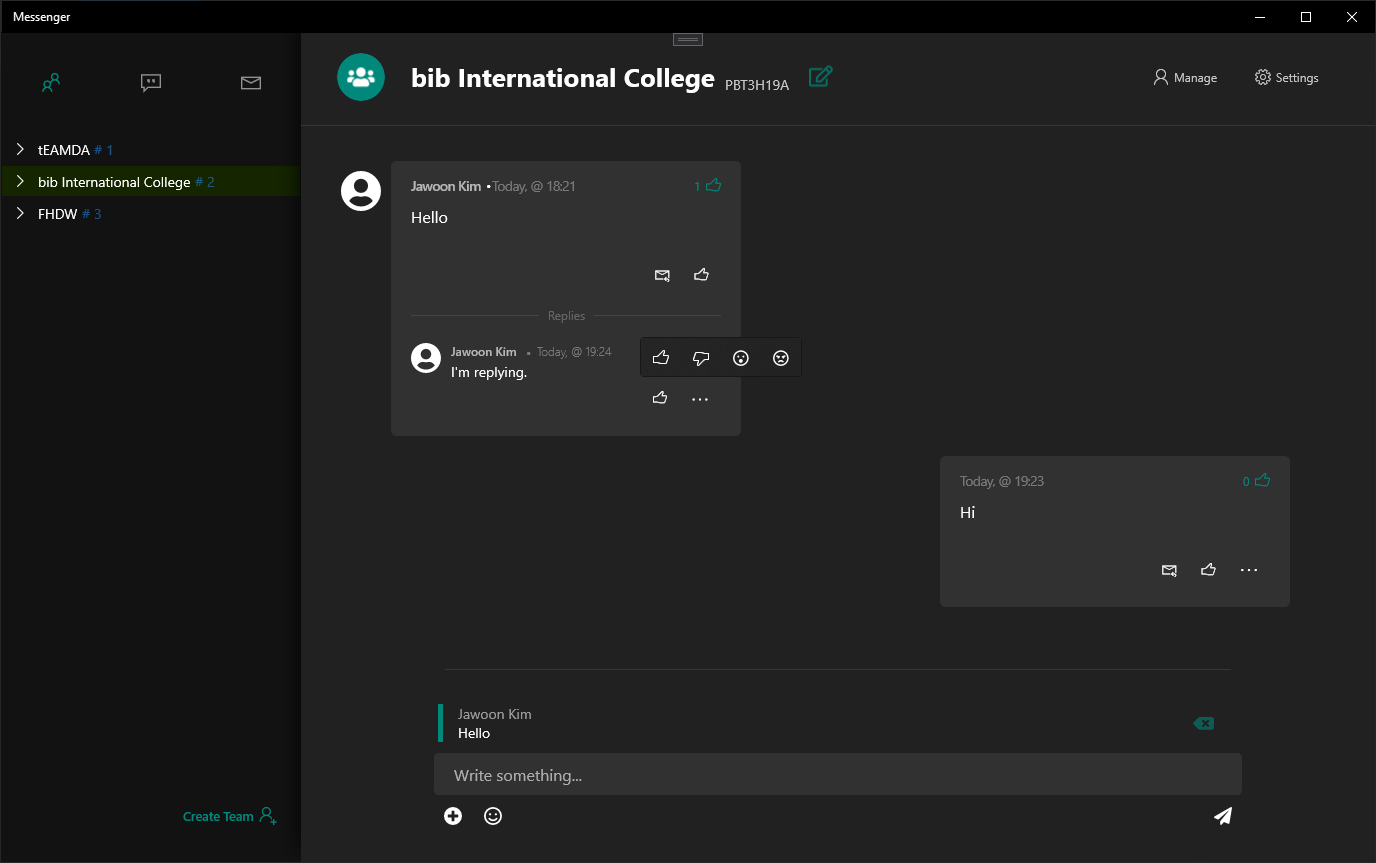 Messenger
bib International College PBT3H19A
Manage
Settings
tEAMDA # 1
bib International College # 2
FHDW # 3
Jawoon Kim •Today, @ 18:21
1
Hello
Replies
Jawoon Kim • Today, @ 19:24
I'm replying.
Today, @ 19:23
0
Hi
Jawoon Kim
Hello
Write something...
Create Team